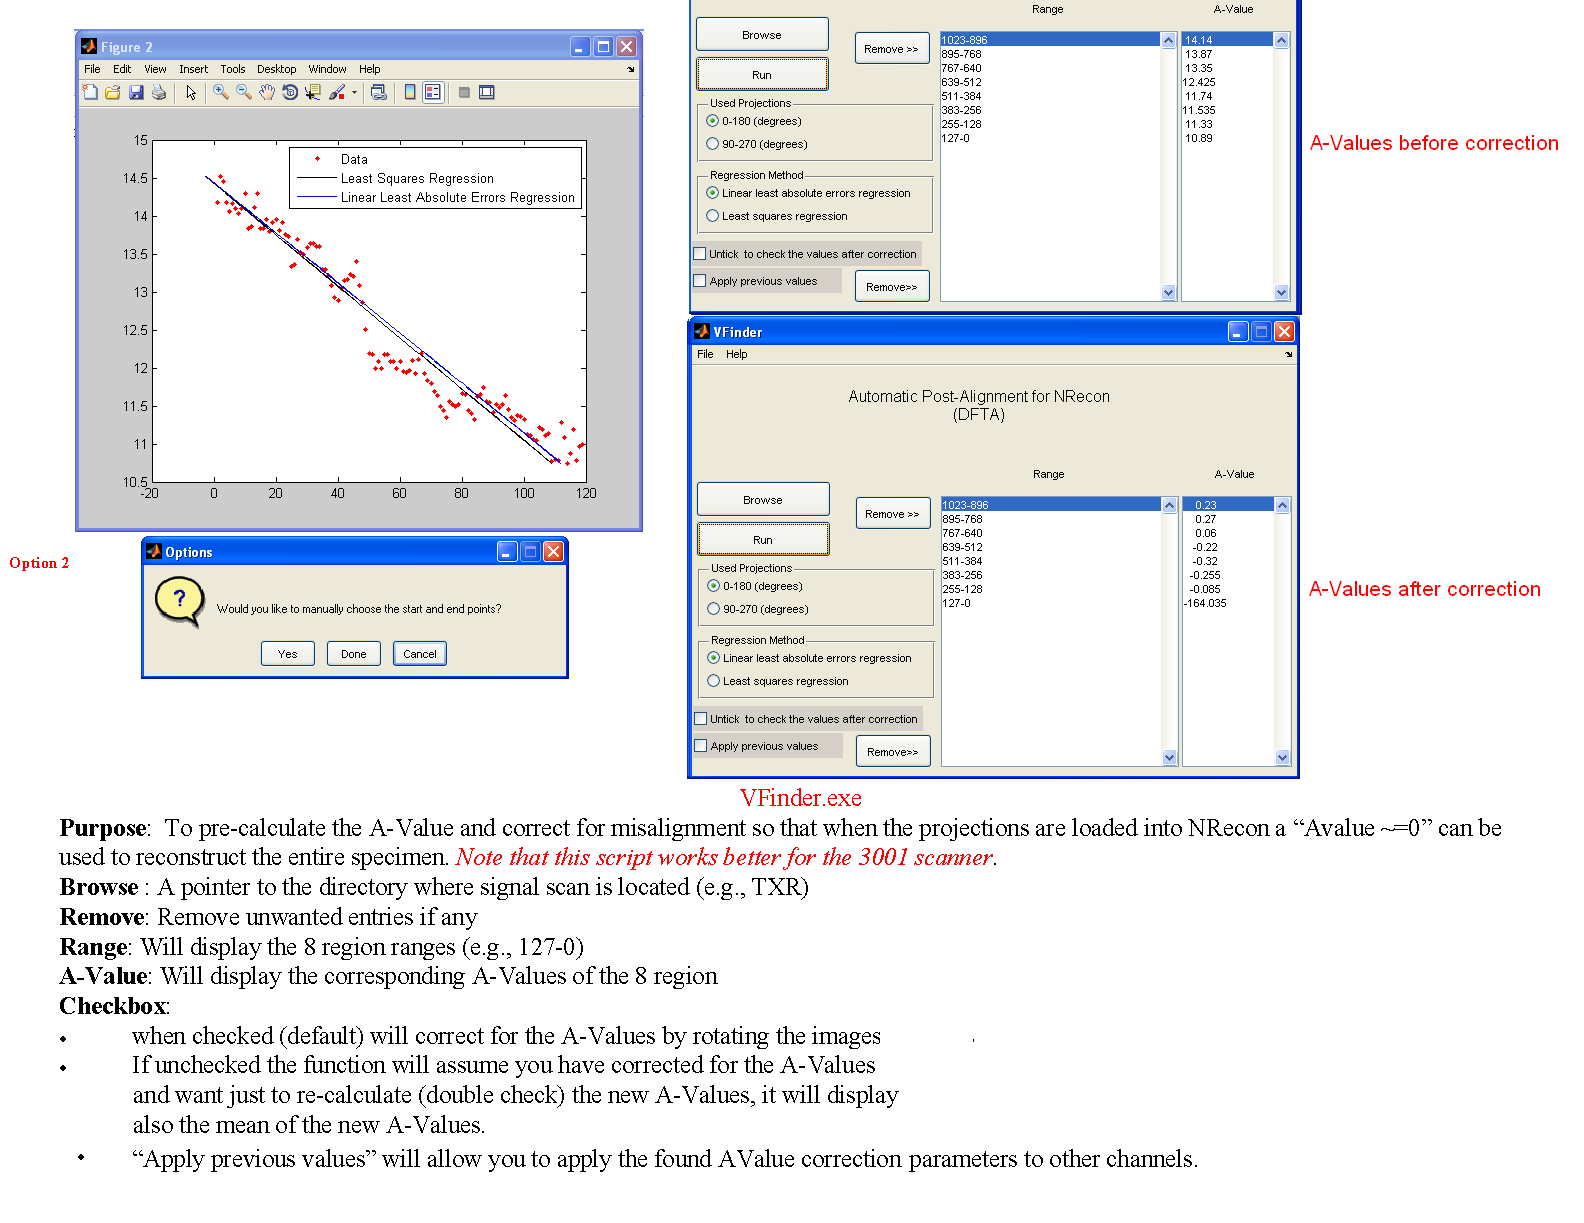 Figure 2
File Edit View Insert Tools Desktop Window Help
15
14.5
14
13.5
13
12.5
12
11.5
11
10.5
-20 0 20 40 60 80 100 120
Data
Least Squares Regression
Linear Least Absolute Errors Regression
Option 2
Options
?
Would you like to manually choose the start and end points?
Yes Done Cancel
Range A-Value
Browse
Run
Remove >>
1023-896 14.14
895-768 13.87
767-640 13.35
639-512 12.425
511-384 11.74
383-256 11.535
255-128 11.33
127-0 10.89
Used Projections
0-180 (degrees)
90-270 (degrees)
Regression Method
Linear least absolute errors regression
Least squares regression
Untick to check the values after correction
Apply previous values
Remove>>
A-Values before correction
VFinder
File Help
Automatic Post-Alignment for NRecon
(DFTA)
Range A-Value
Browse
Run
Remove >>
1023-896 0.23
895-768 0.27
767-640 0.06
639-512 -0.22
511-384 -0.32
383-256 -0.255
255-128 -0.085
127-0 -164.035
Used Projections
0-180 (degrees)
90-270 (degrees)
Regression Method
Linear least absolute errors regression
Least squares regression
Untick to check the values after correction
Apply previous values
Remove>>
A-Values after correction
VFinder.exe
Purpose: To pre-calculate the A-Value and correct for misalignment so that when the projections are loaded into NRecon a “Avalue ~=0” can be
used to reconstruct the entire specimen. Note that this script works better for the 3001 scanner.
Browse : A pointer to the directory where signal scan is located (e.g., TXR)
Remove: Remove unwanted entries if any
Range: Will display the 8 region ranges (e.g., 127-0)
A-Value: Will display the corresponding A-Values of the 8 region
Checkbox:
• when checked (default) will correct for the A-Values by rotating the images
• If unchecked the function will assume you have corrected for the A-Values
and want just to re-calculate (double check) the new A-Values, it will display
also the mean of the new A-Values.
• “Apply previous values” will allow you to apply the found AValue correction parameters to other channels.